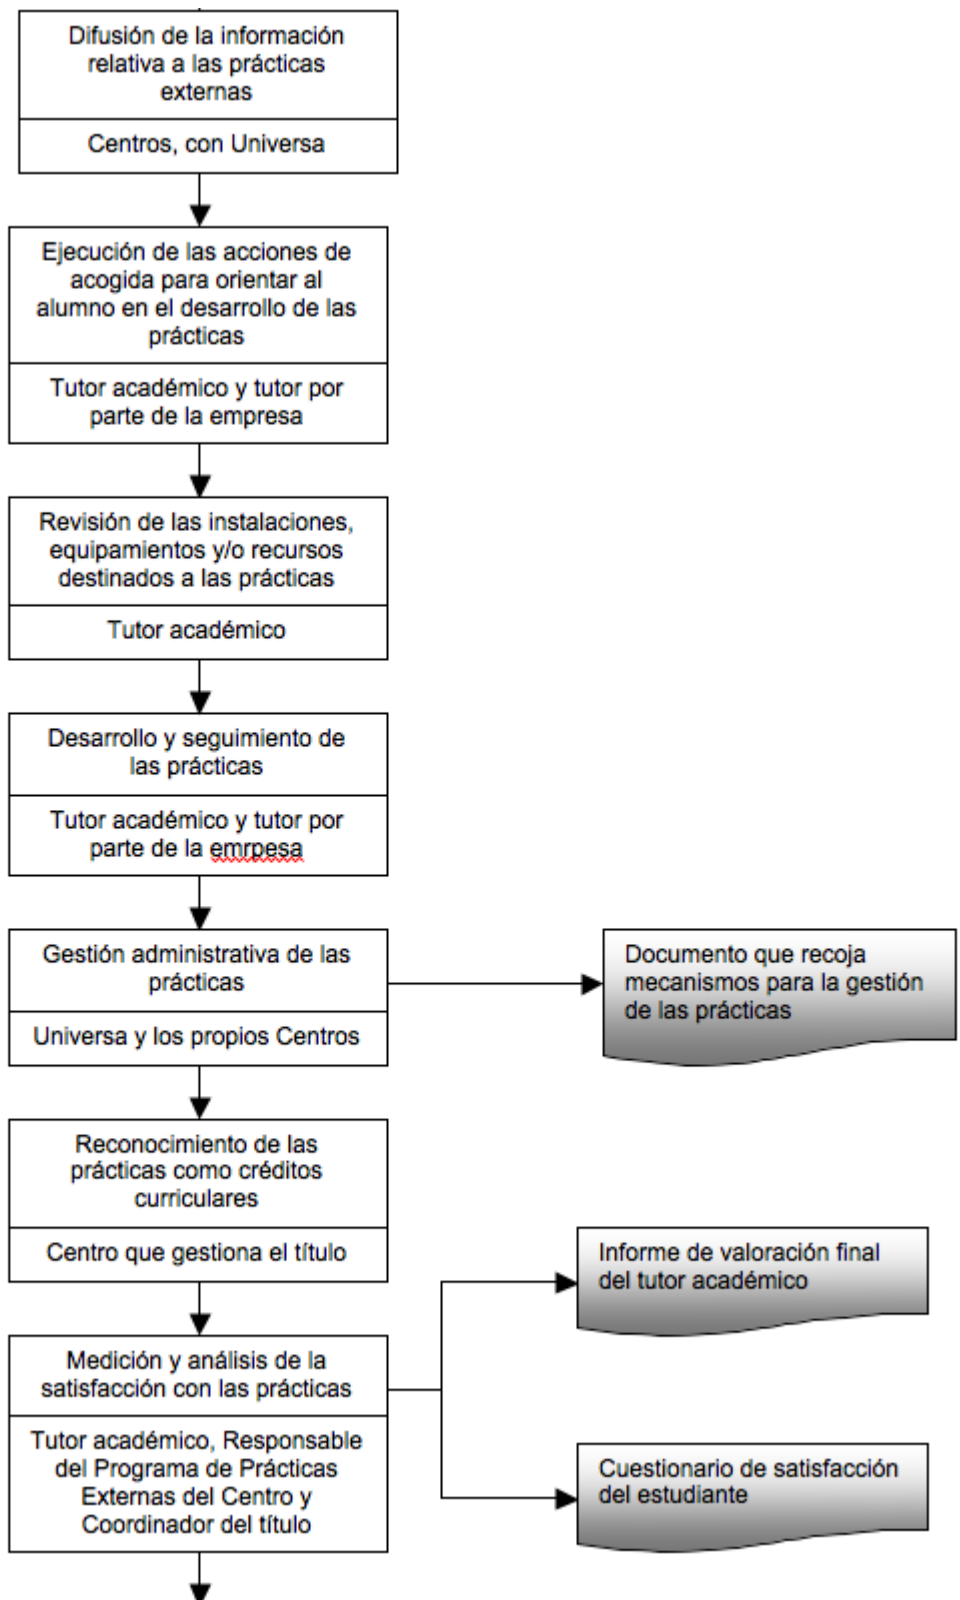 Difusión de la información
relativa a las prácticas
externas
Centros, con Universa
Ejecución de las acciones de
acogida para orientar al
alumno en el desarrollo de las
prácticas
Tutor académico y tutor por
parte de la empresa
Revisión de las instalaciones,
equipamientos y/o recursos
destinados a las prácticas
Tutor académico
Desarrollo y seguimiento de
las prácticas
Tutor académico y tutor por
parte de la emrpesa
Gestión administrativa de las
prácticas
Universa y los propios Centros
Documento que recoja
mecanismos para la gestión
de las prácticas
Reconocimiento de las
prácticas como créditos
curriculares
Centro que gestiona el título
Medición y análisis de la
satisfacción con las prácticas
Tutor académico, Responsable
del Programa de Prácticas
Externas del Centro y
Coordinador del título
Informe de valoración final
del tutor académico
Cuestionario de satisfacción
del estudiante